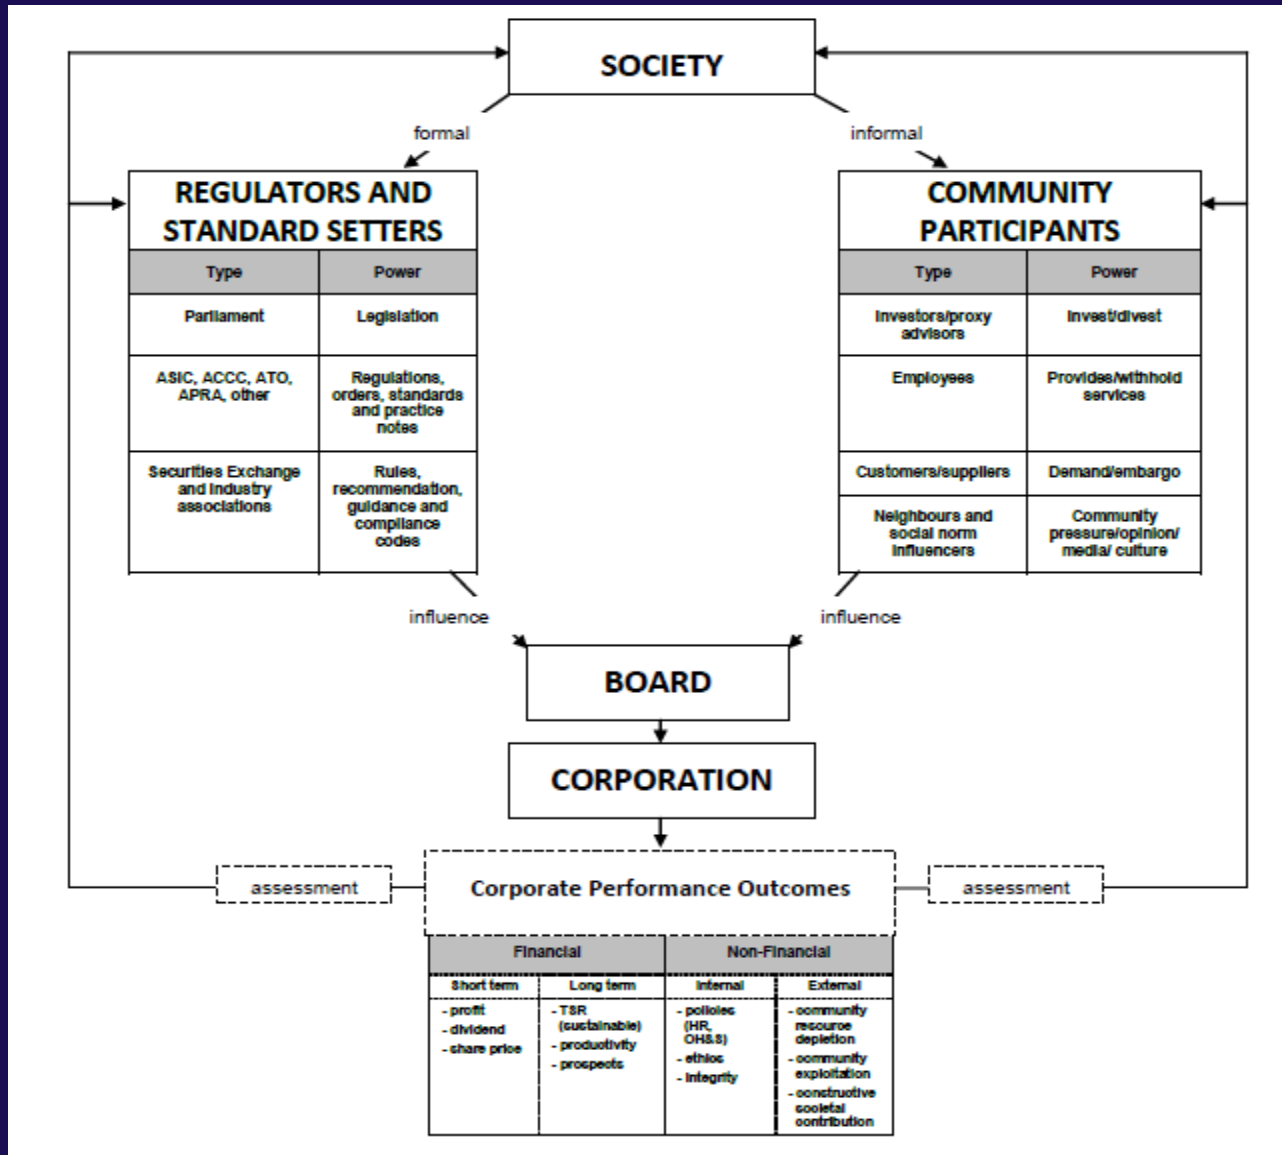 SOCIETY
formal
informal
REGULATORS AND
STANDARD SETTERS
Type
Power
Parliament
Legislation
ASIC, ACCC, ATO,
APRA, other
Regulations,
orders, standards
and practice
notes
Securities Exchange
and Industry
associations
Rules,
recommendation,
guidance and
compliance
codes
COMMUNITY
PARTICIPANTS
Type
Power
Investors/proxy
advisors
Invest/divest
Employees
Provides/withhold
services
Customers/suppliers
Demand/embargo
Neighbours and
social norm
influencers
Community
pressure/opinion/
media/ culture
influence
influence
BOARD
CORPORATION
assessment
Corporate Performance Outcomes
assessment
Financial
Non-Financial
Short term
Long term
Internal
External
- profit
- dividend
- share price
- TSR
(sustainable)
- productivity
- prospects
- policies
(HR,
OH&S)
- ethics
- integrity
- community
resource
depletion
- community
exploitation
- constructive
societal
contribution